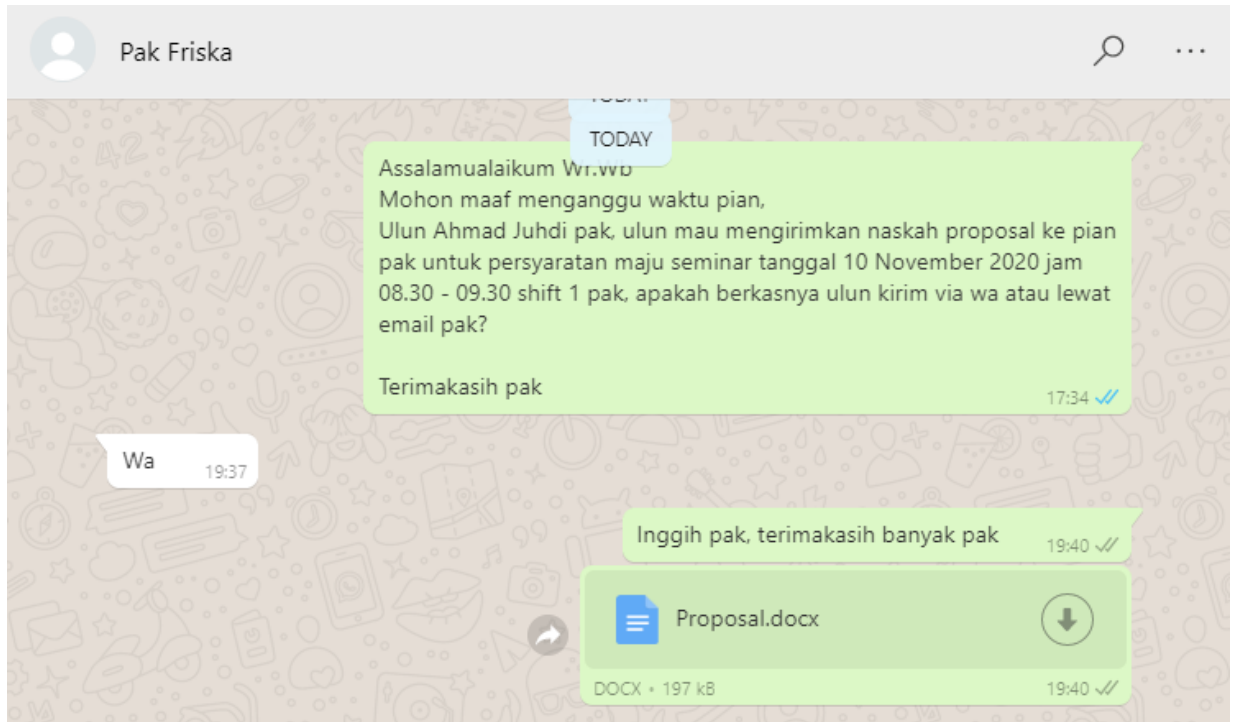 Pak Friska
TODAY
TODAY
Assalamualaikum Wr.Wb
Mohon maaf menganggu waktu pian,
Ulun Ahmad Juhdi pak, ulun mau mengirimkan naskah proposal ke pian
pak untuk persyaratan maju seminar tanggal 10 November 2020 jam
08.30 - 09.30 shift 1 pak, apakah berkasnya ulun kirim via wa atau lewat
email pak?
Terimakasih pak
17:34
Wa
19:37
Inggih pak, terimakasih banyak pak
19:40
Proposal.docx
DOCX • 197 kB
19:40